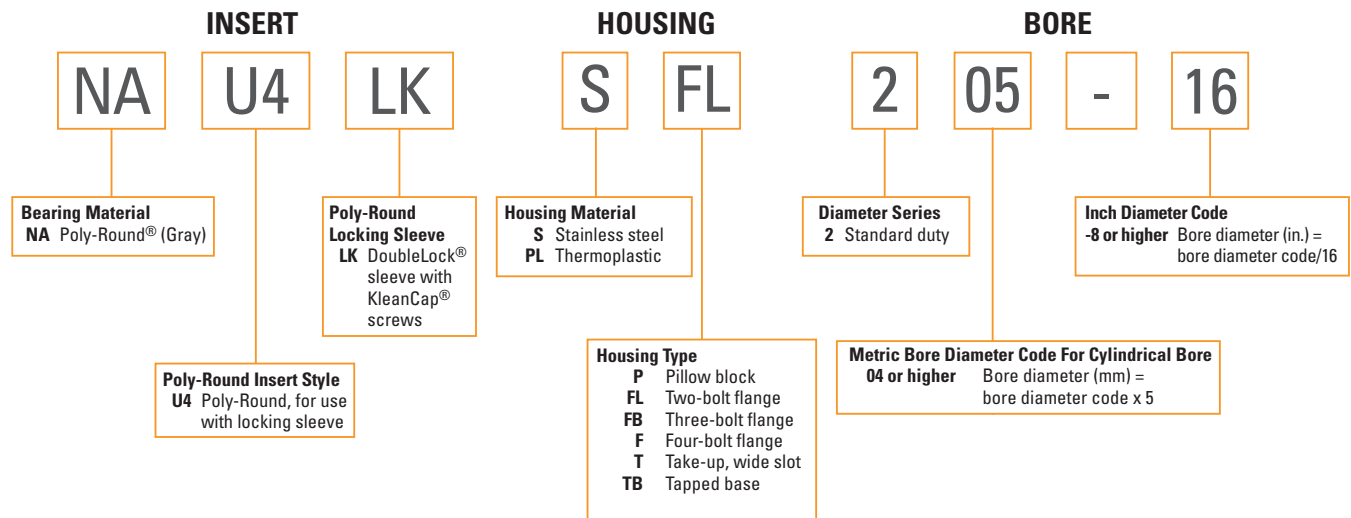 INSERT HOUSING BORE
NA U4 LK S FL 2 05 - 16
Bearing Material
NA Poly-Round® (Gray)
Poly-Round
Locking Sleeve
LK DoubleLock®
sleeve with
KleanCap®
screws
Housing Material
S Stainless steel
PL Thermoplastic
Diameter Series
2 Standard duty
Inch Diameter Code
-8 or higher Bore diameter (in.) =
bore diameter code/16
Poly-Round Insert Style
U4 Poly-Round, for use
with locking sleeve
Housing Type
P Pillow block
FL Two-bolt flange
FB Three-bolt flange
F Four-bolt flange
T Take-up, wide slot
TB Tapped base
Metric Bore Diameter Code For Cylindrical Bore
04 or higher Bore diameter (mm) =
bore diameter code x 5